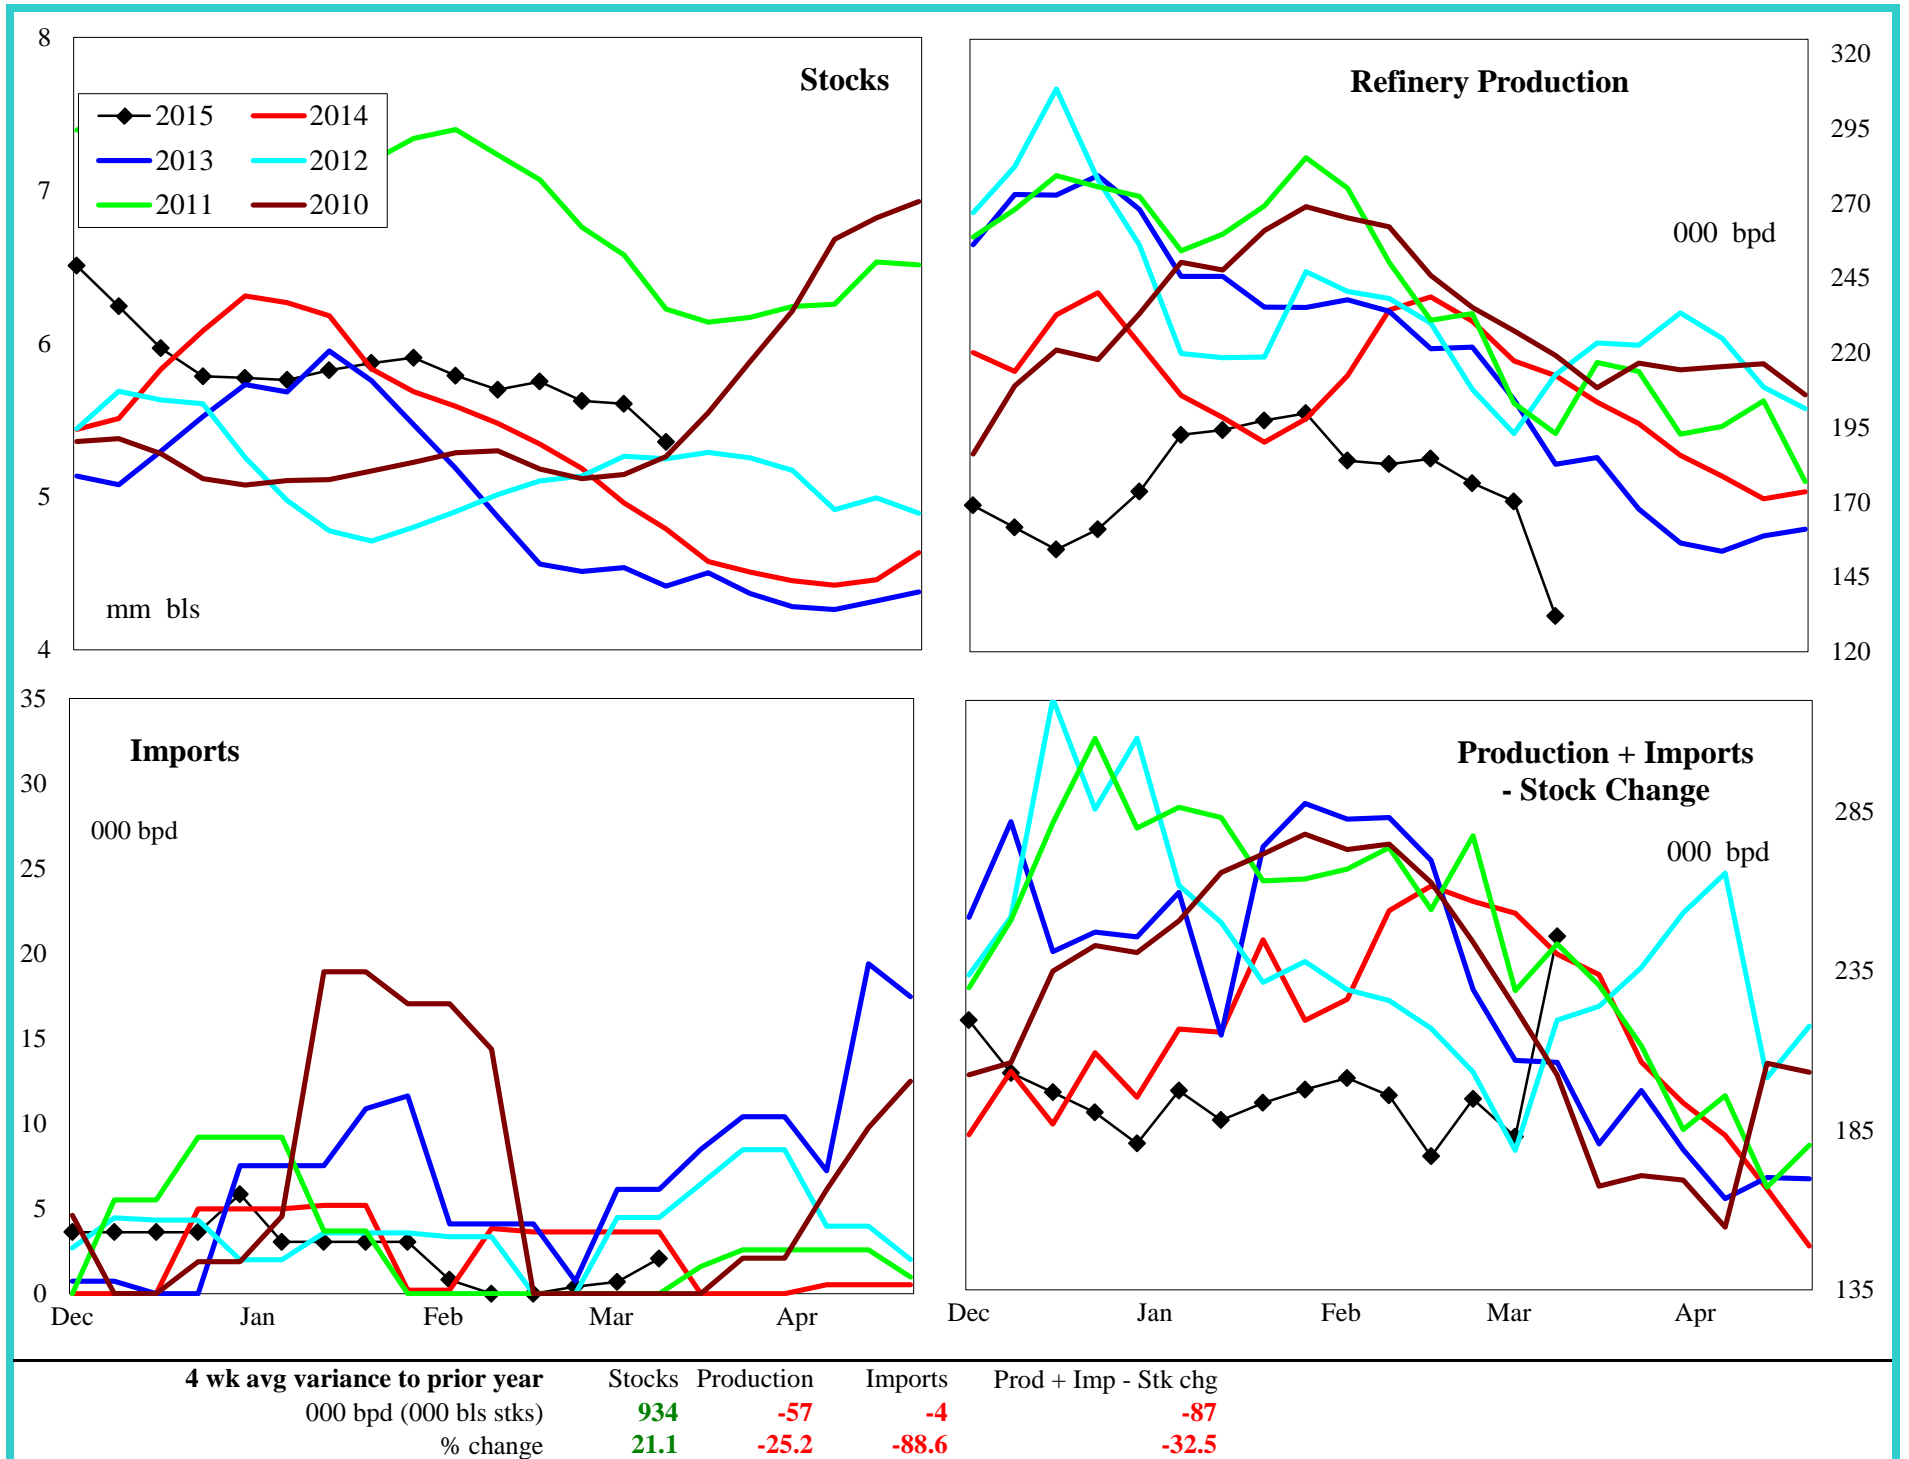 8
7
6
5
4
Stocks
2015
2014
2013
2012
2011
2010
mm bls
Refinery Production
000 bpd
320
295
270
245
220
195
170
145
120
35
30
25
20
15
10
5
0
Imports
000 bpd
Dec Jan Feb Mar Apr
Production + Imports
- Stock Change
000 bpd
285
235
185
135
Dec Jan Feb Mar Apr
4 wk avg variance to prior year Stocks Production Imports Prod + Imp - Stk chg
000 bpd (000 bls stks) 934 -57 -4 -87
% change 21.1 -25.2 -88.6 -32.5